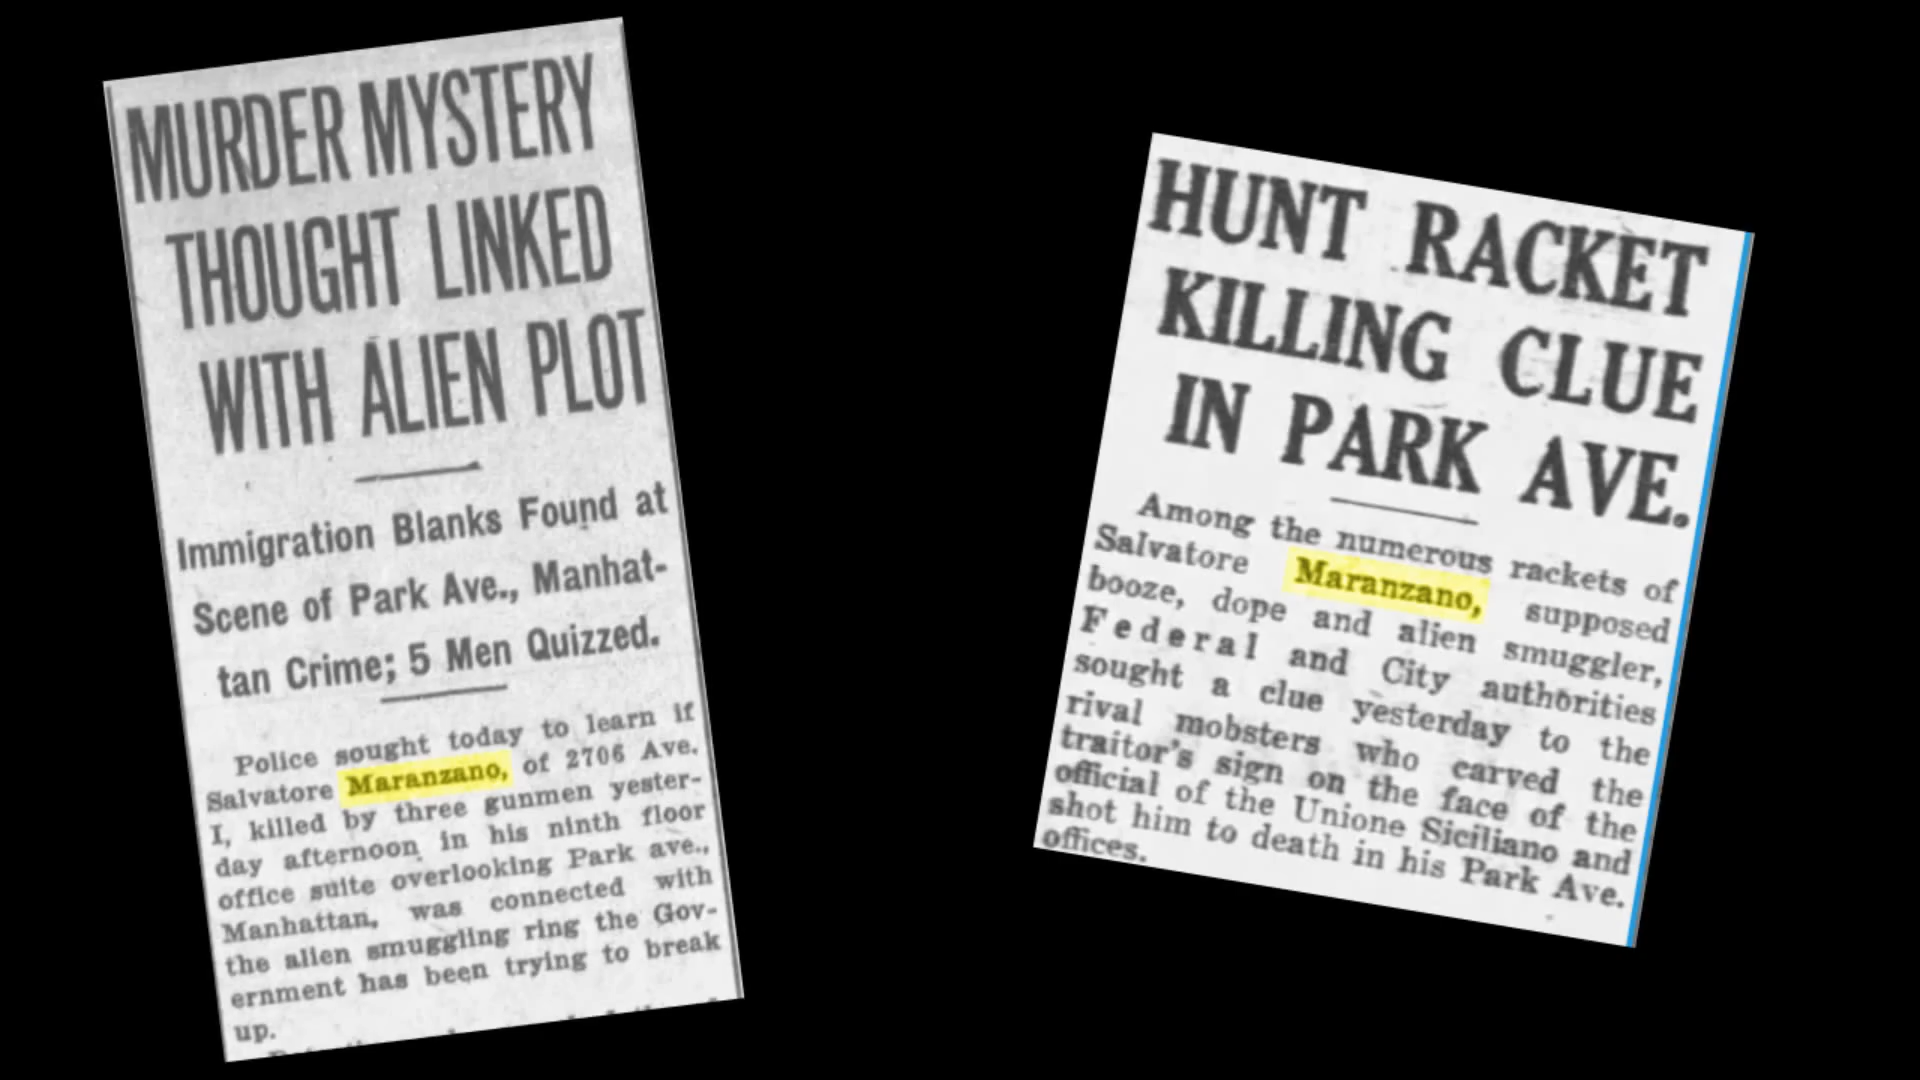 MURDER MYSTERY
THOUGHT LINKED
WITH ALIEN PLOT
Immigration Blanks Found at
Scene of Park Ave., Manhat-
tan Crime; 5 Men Quizzed.
Police sought today to learn if
Salvatore Maranzano, of 2706 Ave.
I, killed by three gunmen yester-
day afternoon in his ninth floor
office suite overlooking Park ave.,
Manhattan, was connected with
the alien smuggling ring the Gov-
ernment has been trying to break
up.
HUNT RACKET
KILLING CLUE
IN PARK AVE.
Among the numerous rackets of
Salvatore Maranzano, supposed
booze, dope and alien smuggler,
Federal and City authorities
sought a clue yesterday to the
rival mobsters who carved the
traitor's sign on the face of the
official of the Unione Siciliano and
shot him to death in his Park Ave.
offices.